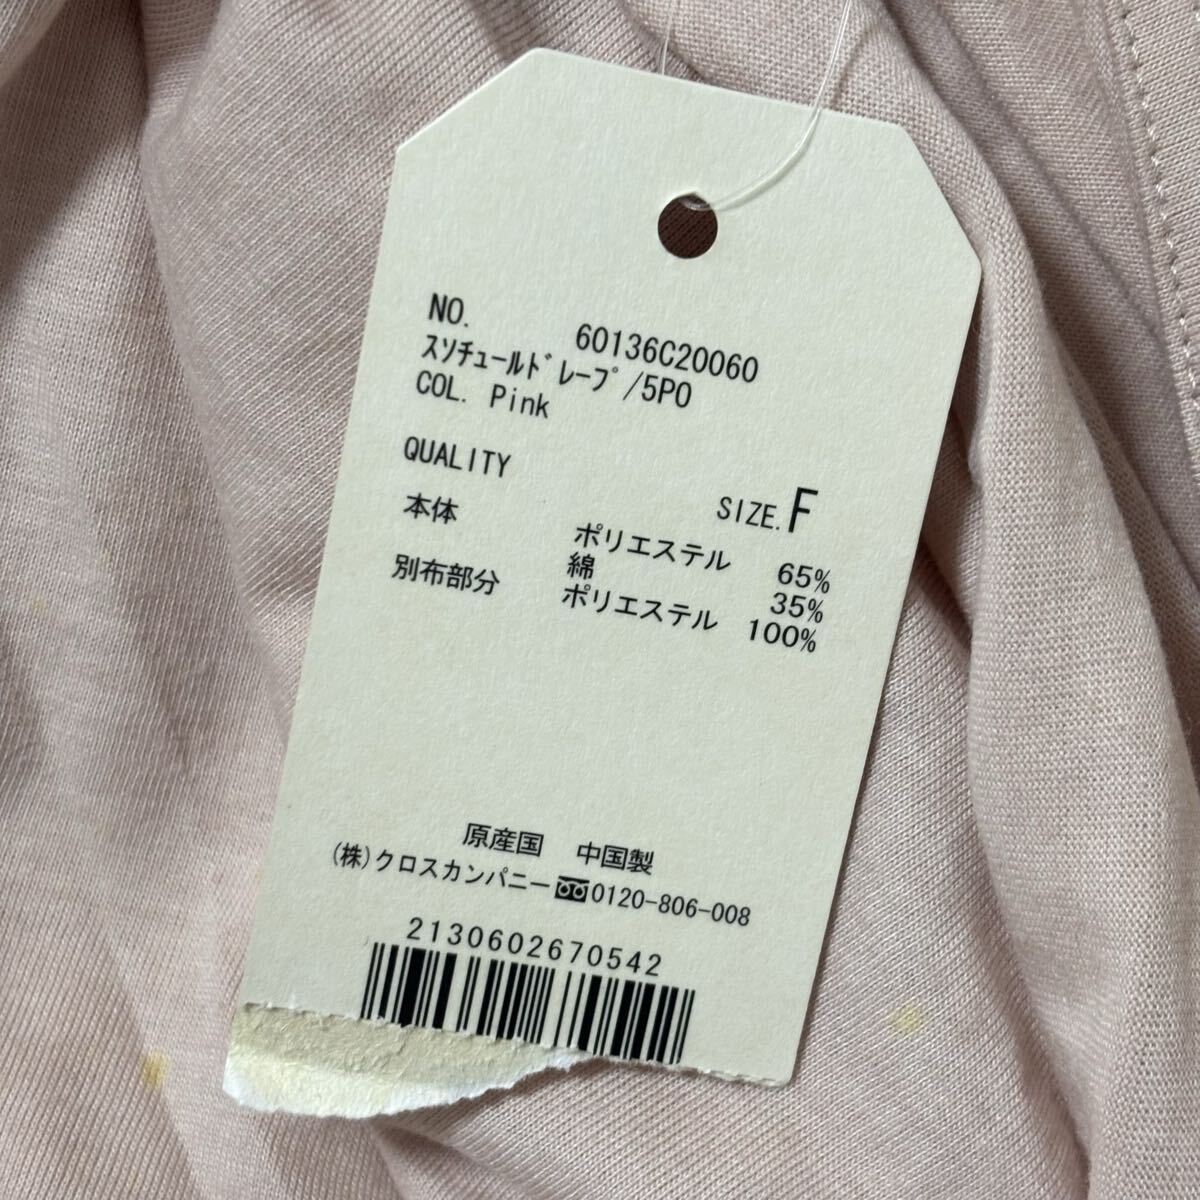 NO. 60136C20060
スソチュールドレープ/5PO
COL. Pink
QUALITY
SIZE. F
本体 ポリエステル 65%
綿 35%
別布部分 ポリエステル 100%
原産国 中国製
(株)クロスカンパニー 0120-806-008
2130602670542